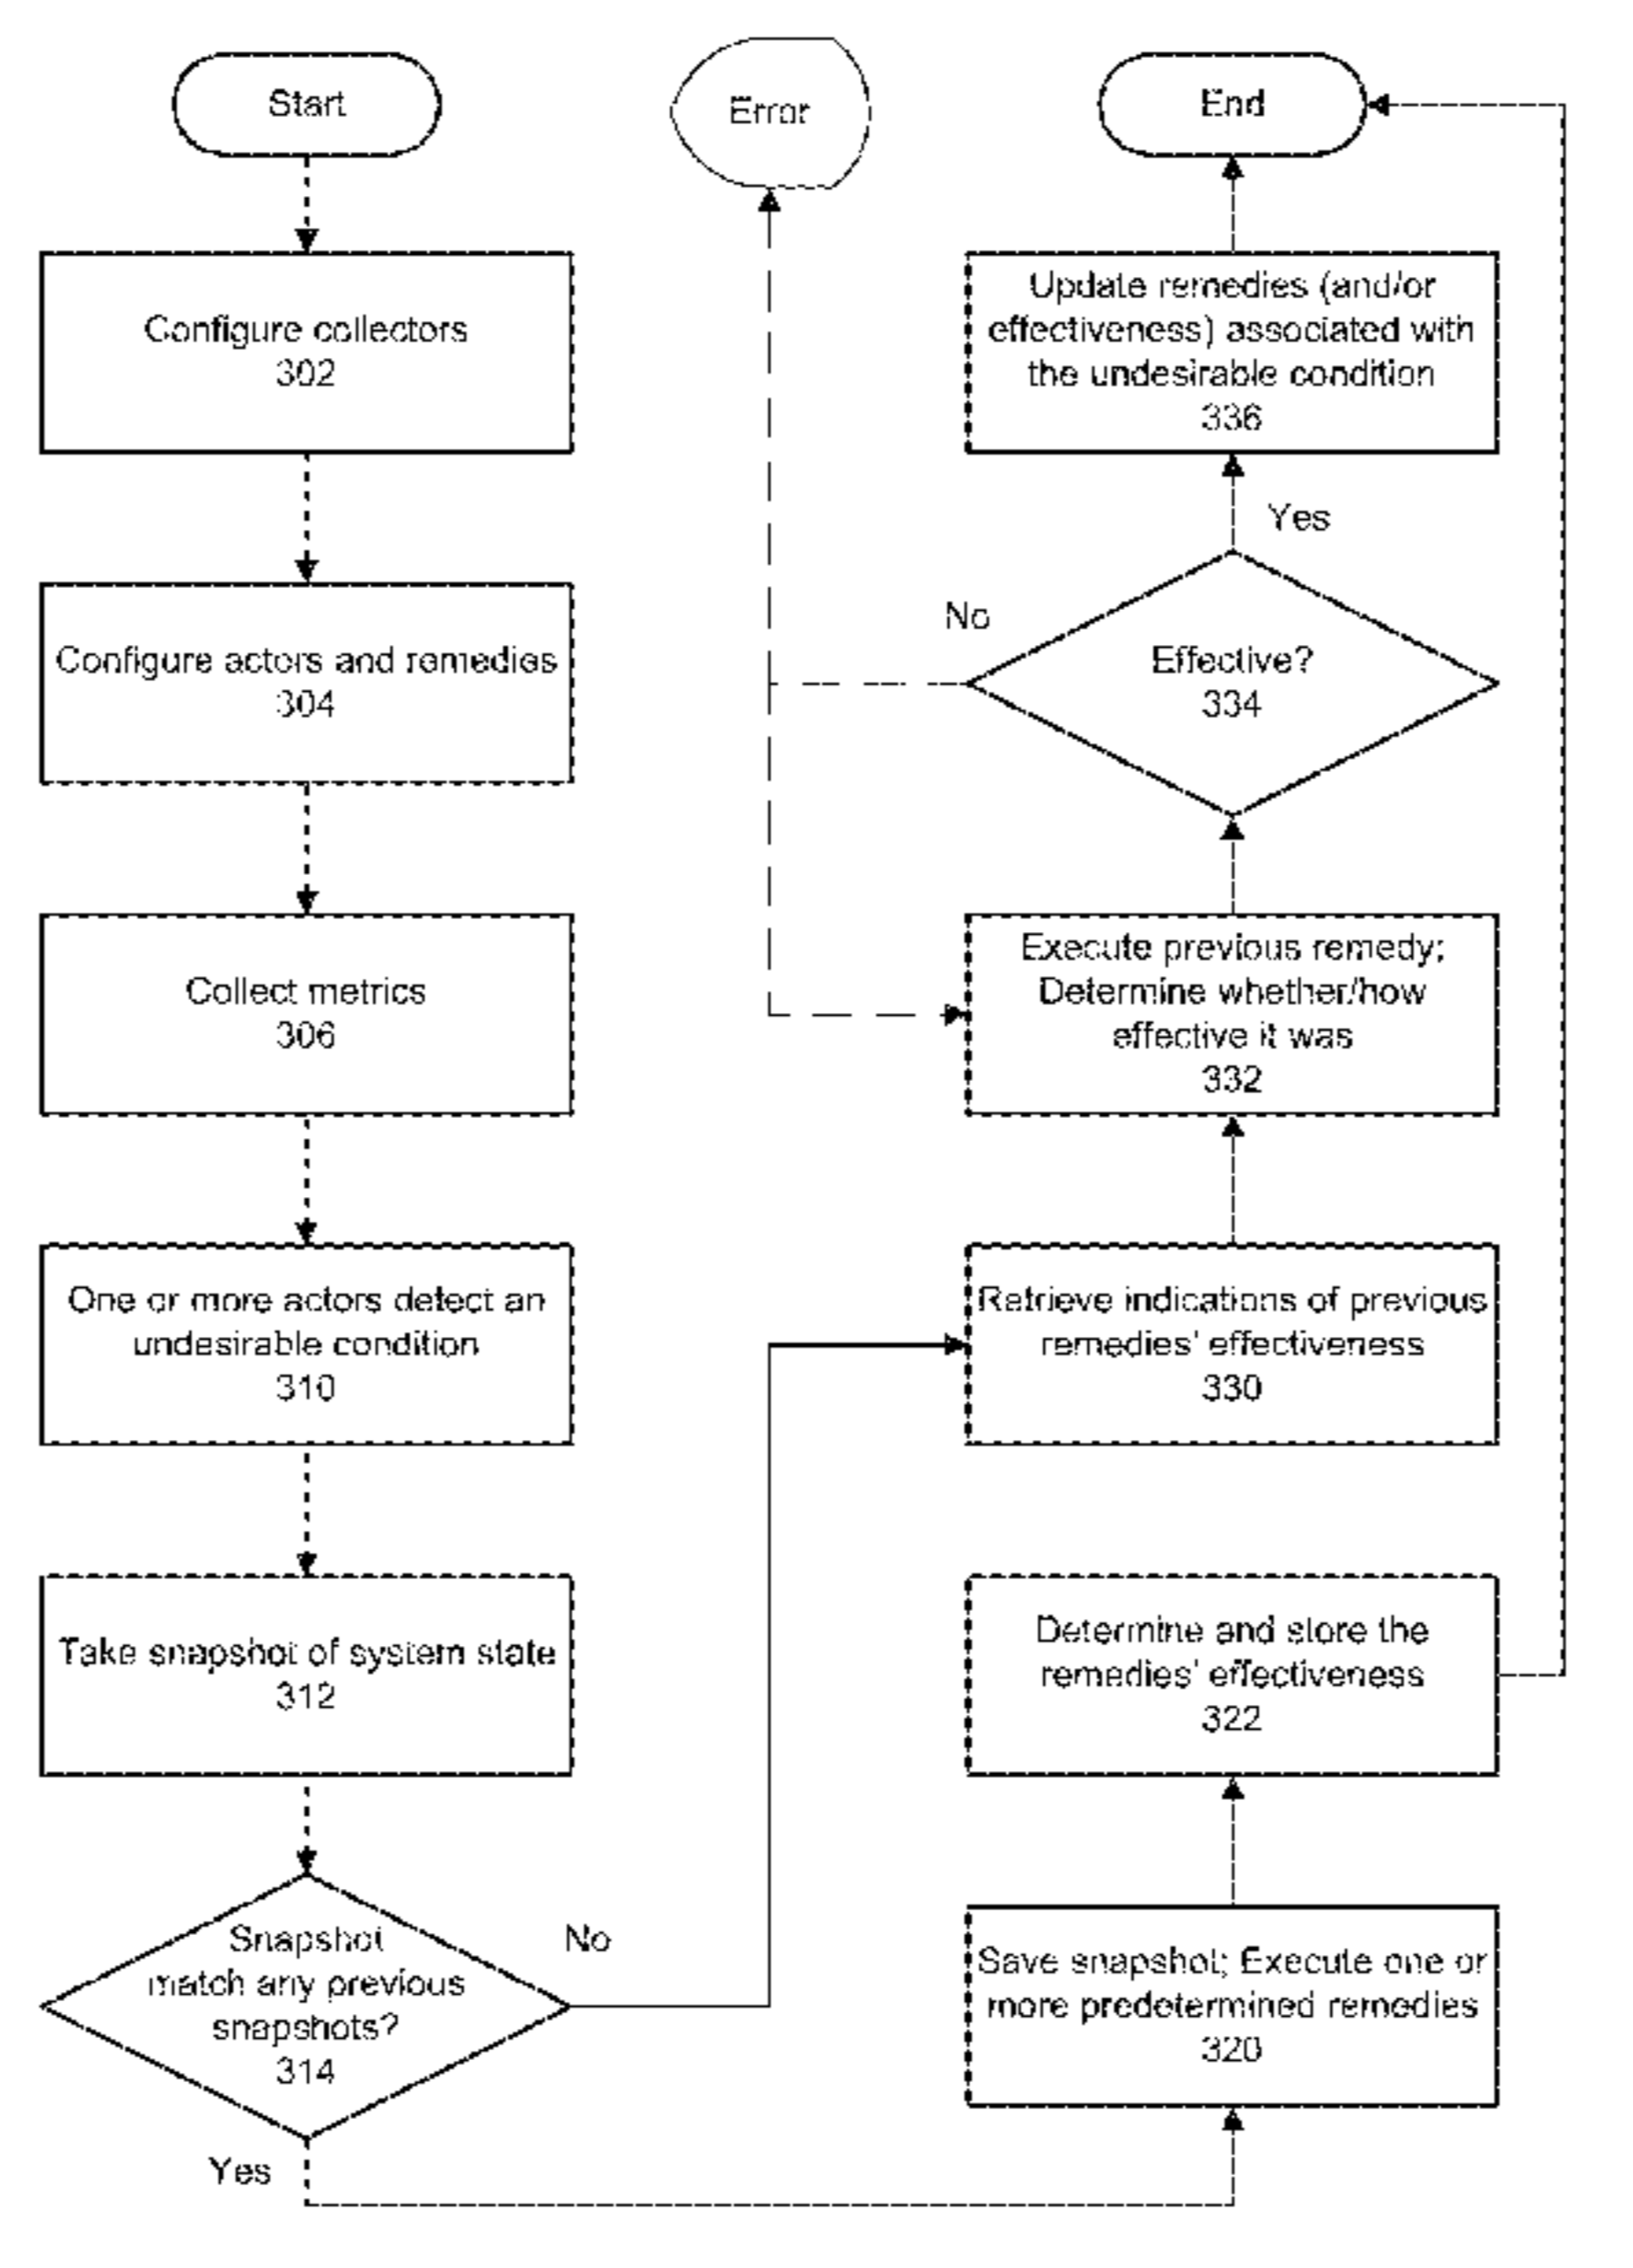 Start
Configure collectors
302
Configure actors and remedies
304
Collect metrics
306
One or more actors detect an
undesirable condition
310
Take snapshot of system state
312
Snapshot
match any previous
snapshots?
314
No
Yes
Error
End
Update remedies (and/or
effectiveness) associated with
the undesirable condition
336
Yes
No
Effective?
334
Execute previous remedy;
Determine whether/how
effective it was
332
Retrieve indications of previous
remedies' effectiveness
330
Determine and store the
remedies' effectiveness
322
Save snapshot; Execute one or
more predetermined remedies
320